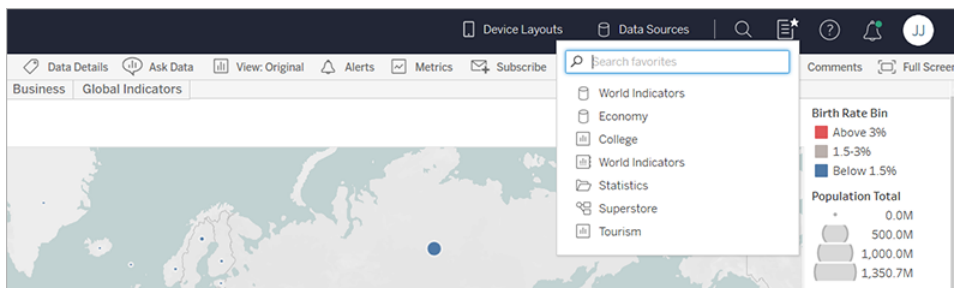 Device Layouts
Data Sources
JJ
Data Details
Ask Data
View: Original
Alerts
Metrics
Subscribe
Comments
Full Screen
Business
Global Indicators
Search favorites
World Indicators
Economy
College
World Indicators
Statistics
Superstore
Tourism
Birth Rate Bin
Above 3%
1.5-3%
Below 1.5%
Population Total
0.0M
500.0M
1,000.0M
1,350.7M